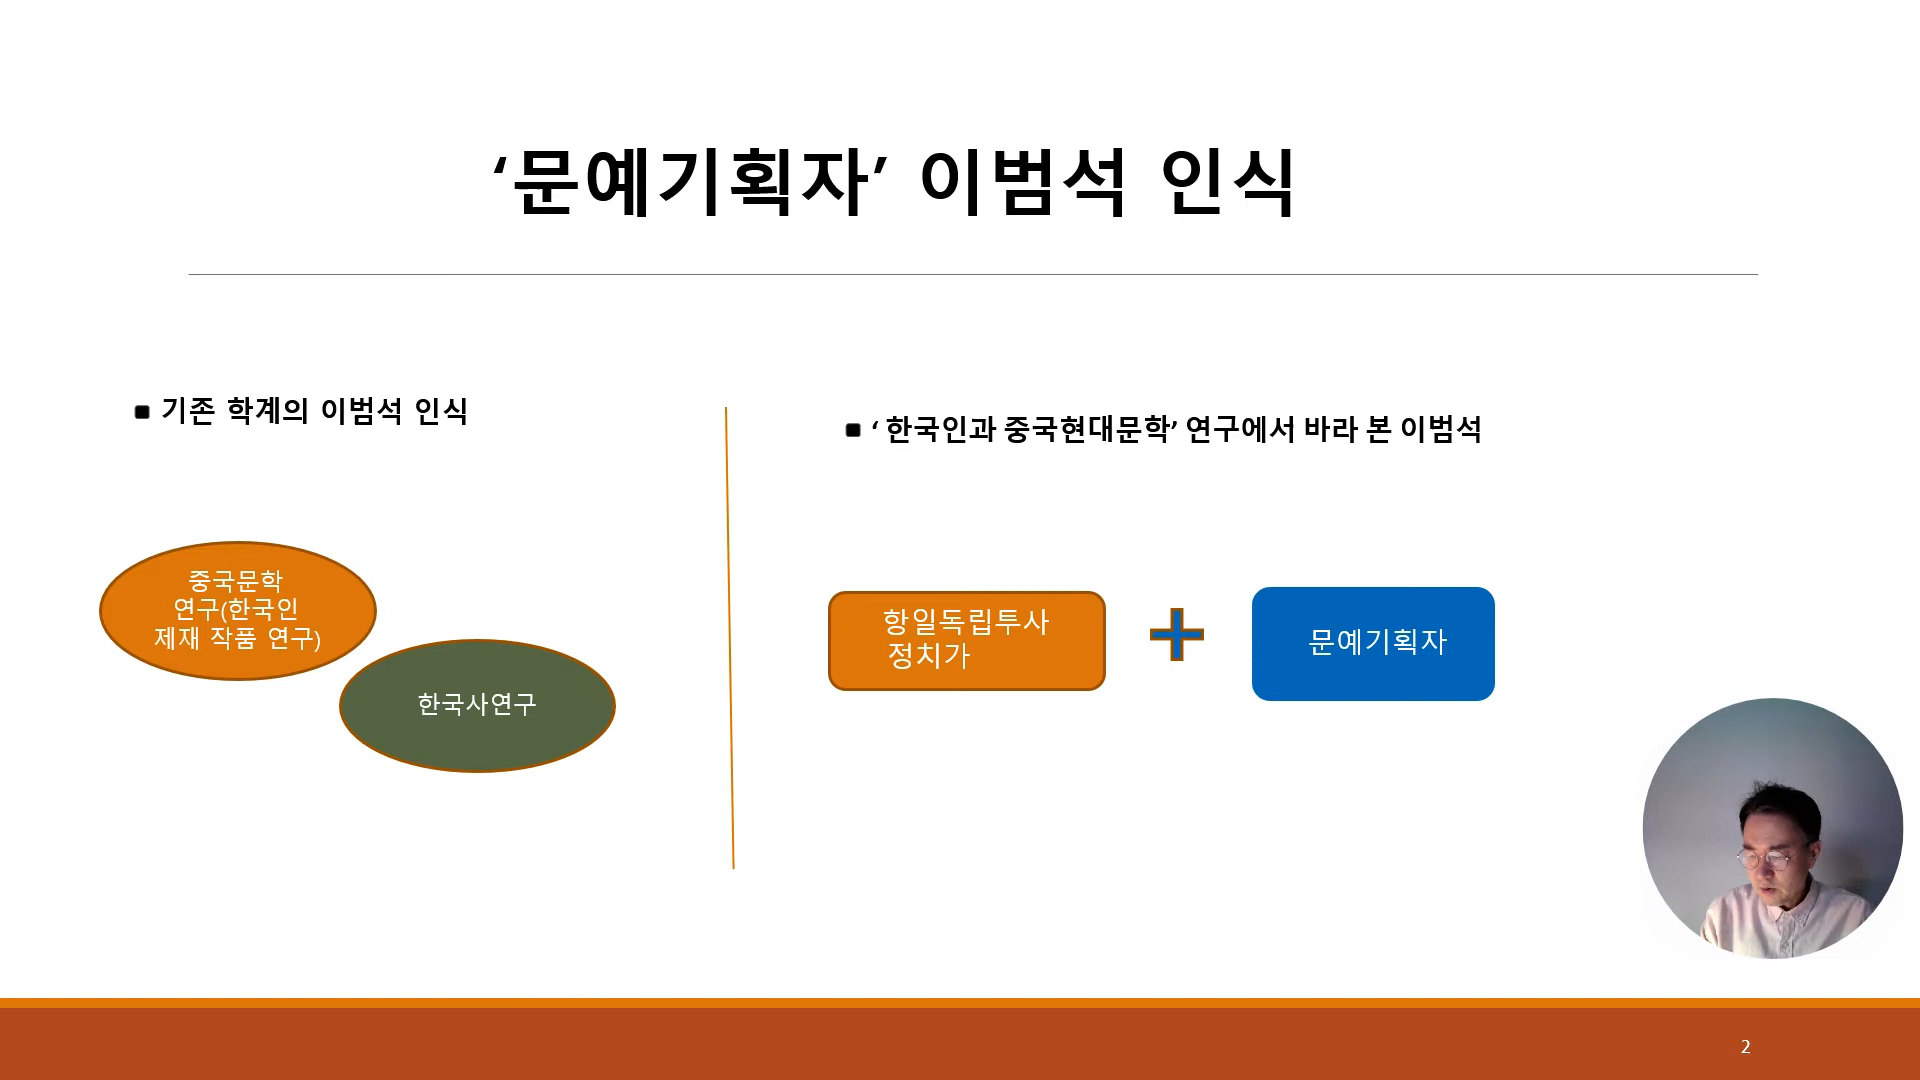 ‘문예기획자’ 이범석 인식
기존 학계의 이범석 인식
중국문학
연구(한국인
제재 작품 연구)
한국사연구
‘ 한국인과 중국현대문학’ 연구에서 바라 본 이범석
항일독립투사
정치가
문예기획자
2